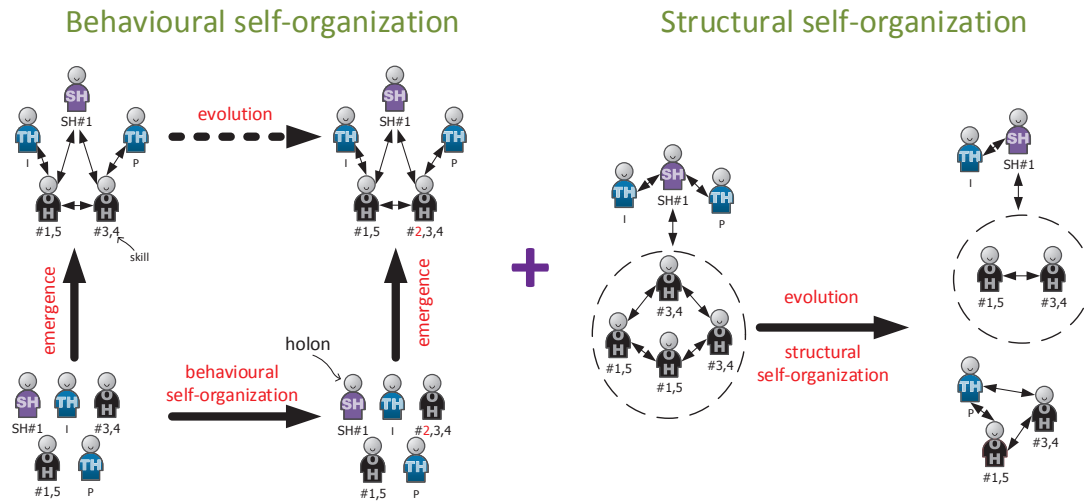 Behavioural self-organization
Structural self-organization
SH
SH#1
TH
I
TH
P
OH
#1,5
OH
#3,4
skill
evolution
SH
SH#1
TH
I
TH
P
OH
#1,5
OH
#2,3,4
emergence
emergence
holon
behavioural
self-organization
SH
SH#1
TH
I
OH
#3,4
OH
#1,5
TH
P
SH
SH#1
TH
I
OH
#2,3,4
OH
#1,5
TH
P
+
SH
SH#1
TH
I
TH
P
OH
#3,4
OH
#1,5
OH
#3,4
OH
#1,5
evolution
structural
self-organization
SH
SH#1
TH
I
OH
#1,5
OH
#3,4
TH
P
OH
#3,4
OH
#1,5